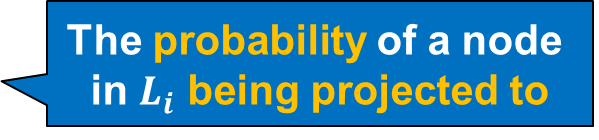 The probability of a node
in $L_i$ being projected to